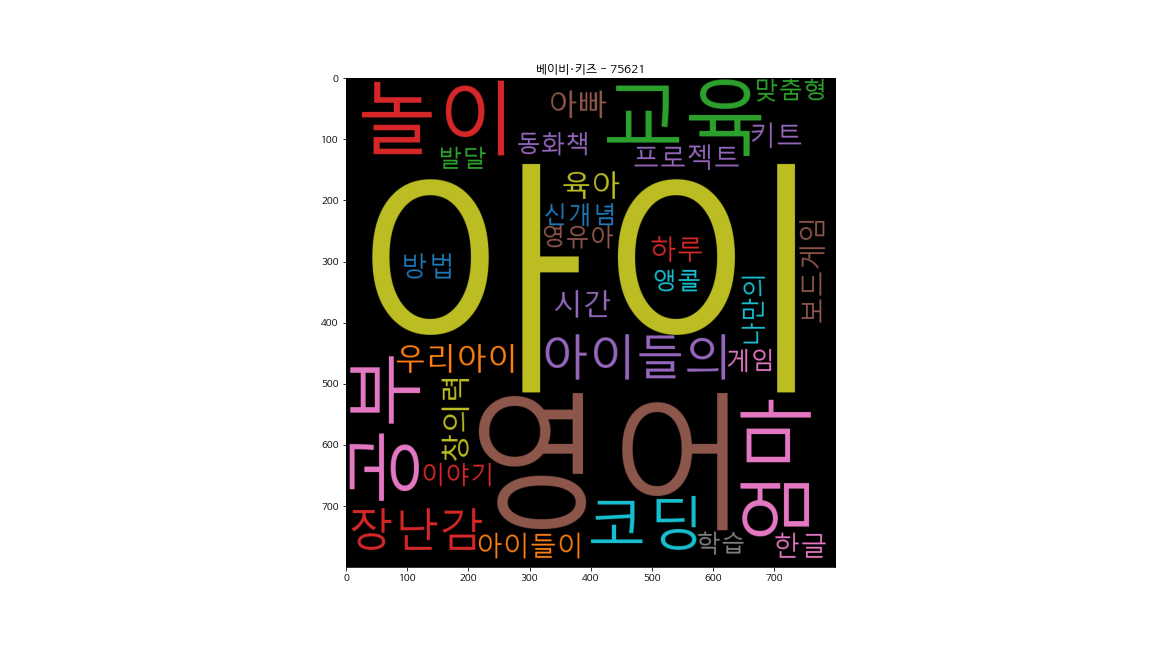 베이비·키즈 - 75621
0
100
200
300
400
500
600
700
놀이
아빠
교육
맞춤형
발달
동화책
프로젝트
키트
육아
신개념
영유아
아이
방법
하루
앵콜
보드게임
시간
나만의
우리아이
아이들의
게임
공부
창의력
이야기
영어
엄마
장난감
아이들이
코딩
학습
한글
0 100 200 300 400 500 600 700